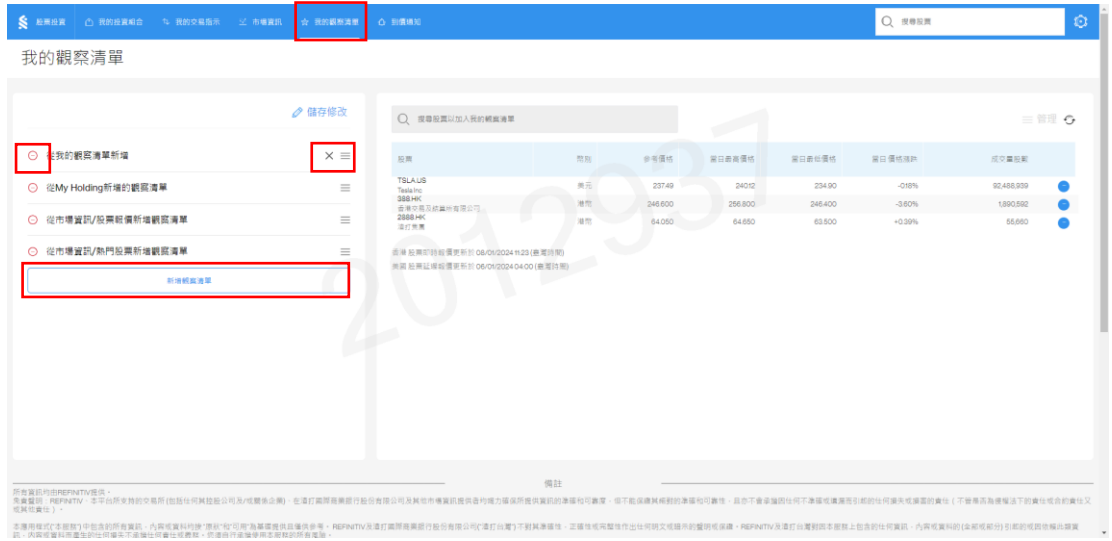 股票投資 我的投資組合 我的交易指示 市場資訊 我的觀察清單 到價通知 搜尋股票
我的觀察清單
儲存修改
搜尋股票以加入我的觀察清單
管理
從我的觀察清單新增
從My Holding新增的觀察清單
從市場資訊/股票報價新增觀察清單
從市場資訊/熱門股票新增觀察清單
新增觀察清單
股票 幣別 參考價格 當日最高價格 當日最低價格 當日價格漲跌 成交量股數
TSLA.US
Tesla Inc
美元 237.49 240.12 234.90 -0.18% 92,488,939
388.HK
香港交易及結算所有限公司
港幣 246.600 256.800 246.400 -3.60% 1,890,592
2888.HK
渣打集團
港幣 64.050 64.650 63.500 +0.39% 55,660
香港 股票即時報價更新於 08/01/2024 11:23 (臺灣時間)
美國 股票延遲報價更新於 06/01/2024 04:00 (臺灣時間)
2012937
備註
所有資訊均由REFINITIV提供。